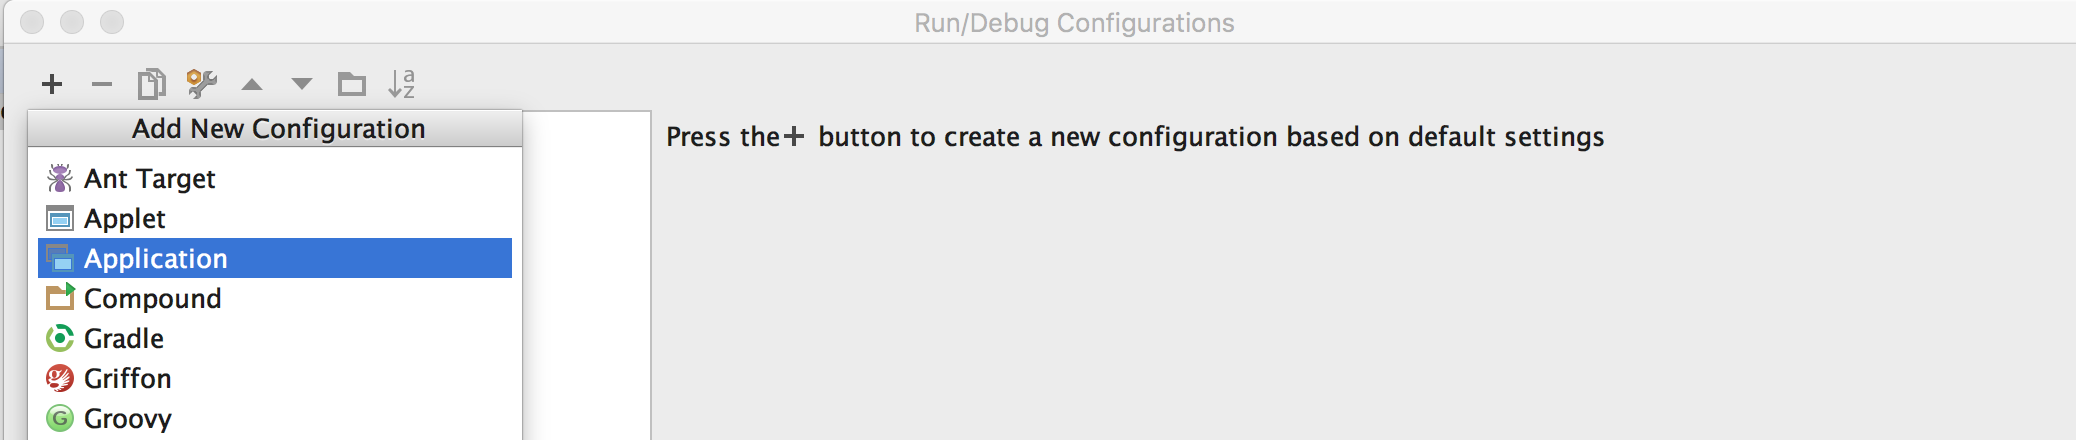 Run/Debug Configurations
a
z
Add New Configuration
Press the + button to create a new configuration based on default settings
Ant Target
Applet
Application
Compound
Gradle
Griffon
Groovy